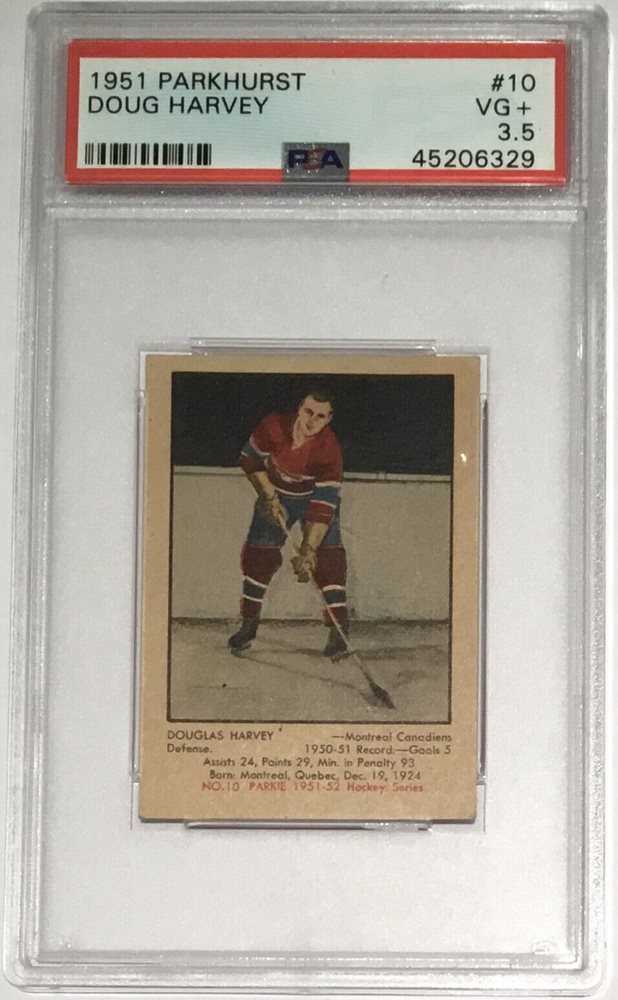 1951 PARKHURST #10
DOUG HARVEY VG+
3.5
PSA 45206329
DOUGLAS HARVEY —Montreal Canadiens
Defense. 1950-51 Record.—Goals 5
Assists 24, Points 29, Min. in Penalty 93
Born: Montreal, Quebec, Dec. 19, 1924
NO.10 PARKIE 1951-52 Hockey Series